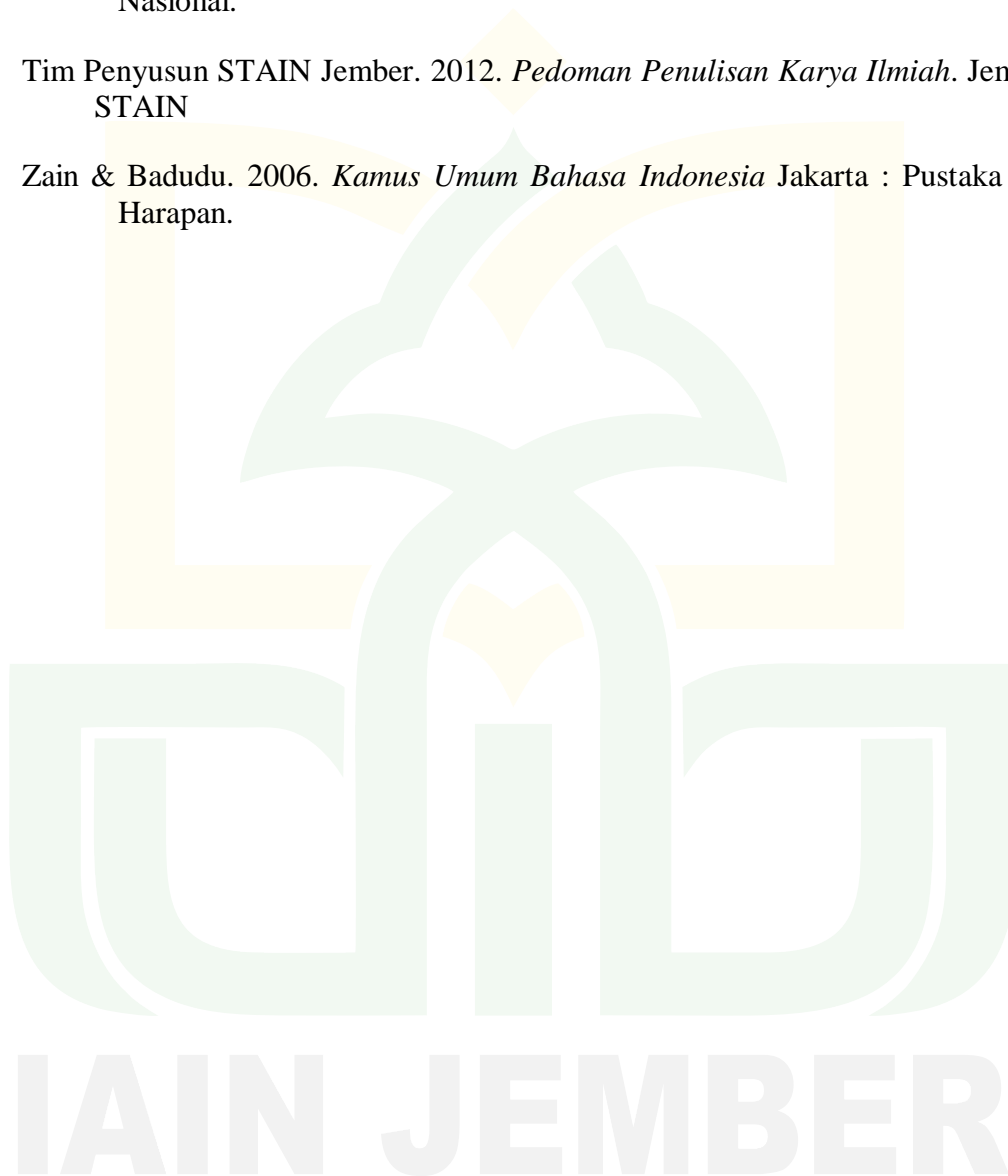 Nasional.
Tim Penyusun STAIN Jember. 2012. Pedoman Penulisan Karya Ilmiah.
STAIN
Zain & Badudu. 2006. Kamus Umum Bahasa Indonesia Jakarta : Pustaka
Harapan.
IAIN JEMBER